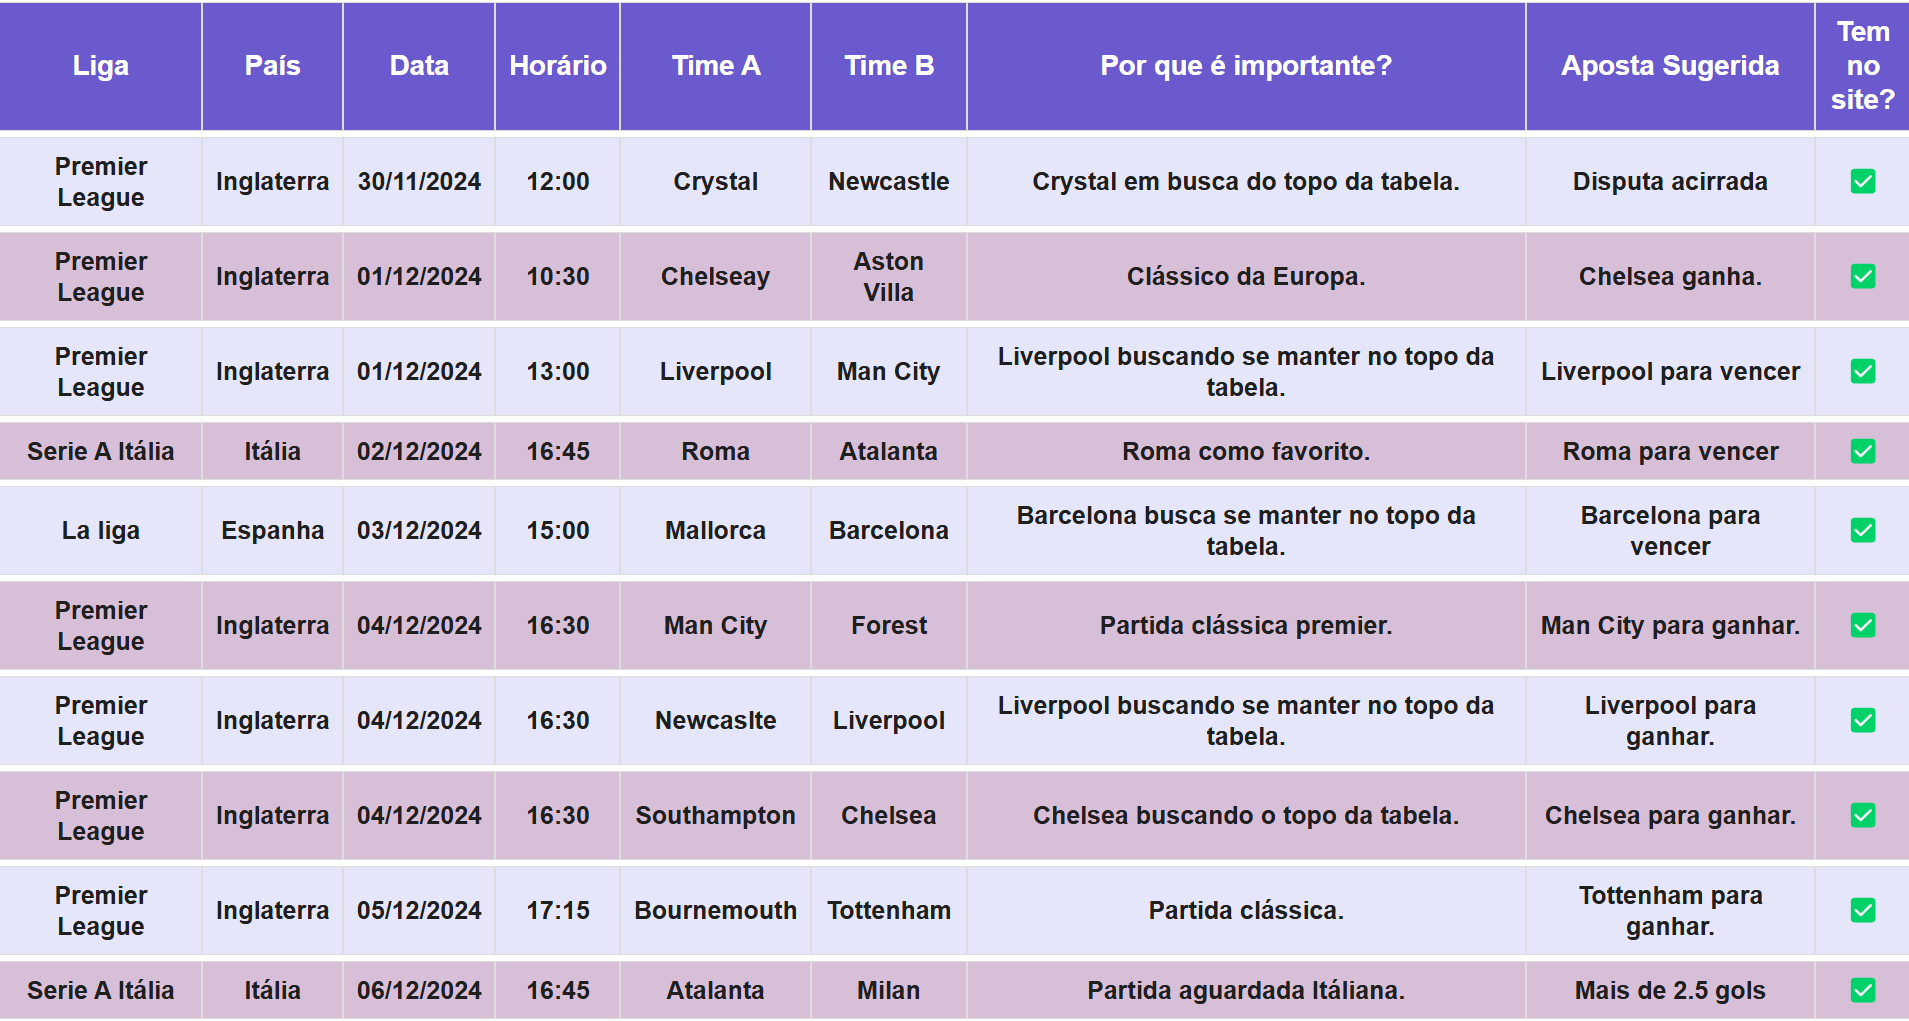 Liga País Data Horário Time A Time B Por que é importante? Aposta Sugerida Tem no site?
Premier League Inglaterra 30/11/2024 12:00 Crystal Newcastle Crystal em busca do topo da tabela. Disputa acirrada ✅
Premier League Inglaterra 01/12/2024 10:30 Chelseay Aston Villa Clássico da Europa. Chelsea ganha. ✅
Premier League Inglaterra 01/12/2024 13:00 Liverpool Man City Liverpool buscando se manter no topo da tabela. Liverpool para vencer ✅
Serie A Itália Itália 02/12/2024 16:45 Roma Atalanta Roma como favorito. Roma para vencer ✅
La liga Espanha 03/12/2024 15:00 Mallorca Barcelona Barcelona busca se manter no topo da tabela. Barcelona para vencer ✅
Premier League Inglaterra 04/12/2024 16:30 Man City Forest Partida clássica premier. Man City para ganhar. ✅
Premier League Inglaterra 04/12/2024 16:30 Newcaslte Liverpool Liverpool buscando se manter no topo da tabela. Liverpool para ganhar. ✅
Premier League Inglaterra 04/12/2024 16:30 Southampton Chelsea Chelsea buscando o topo da tabela. Chelsea para ganhar. ✅
Premier League Inglaterra 05/12/2024 17:15 Bournemouth Tottenham Partida clássica. Tottenham para ganhar. ✅
Serie A Itália Itália 06/12/2024 16:45 Atalanta Milan Partida aguardada Itáliana. Mais de 2.5 gols ✅